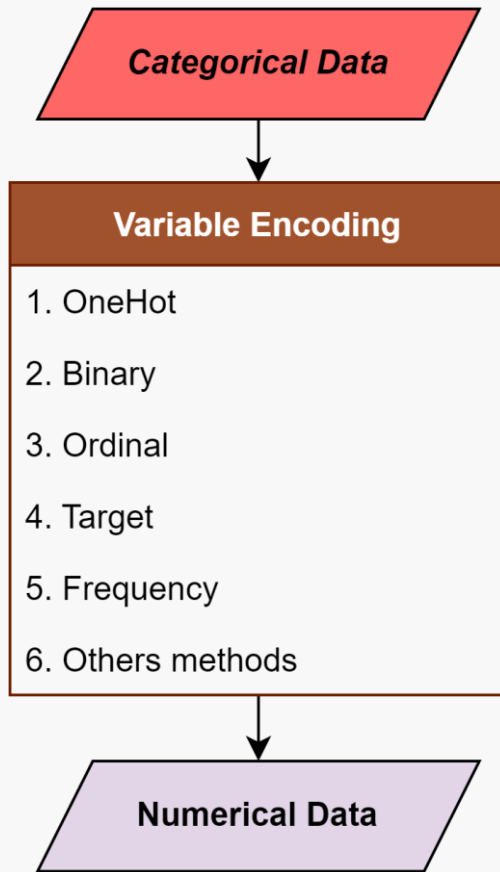 Categorical Data
Variable Encoding
1. OneHot
2. Binary
3. Ordinal
4. Target
5. Frequency
6. Others methods
Numerical Data